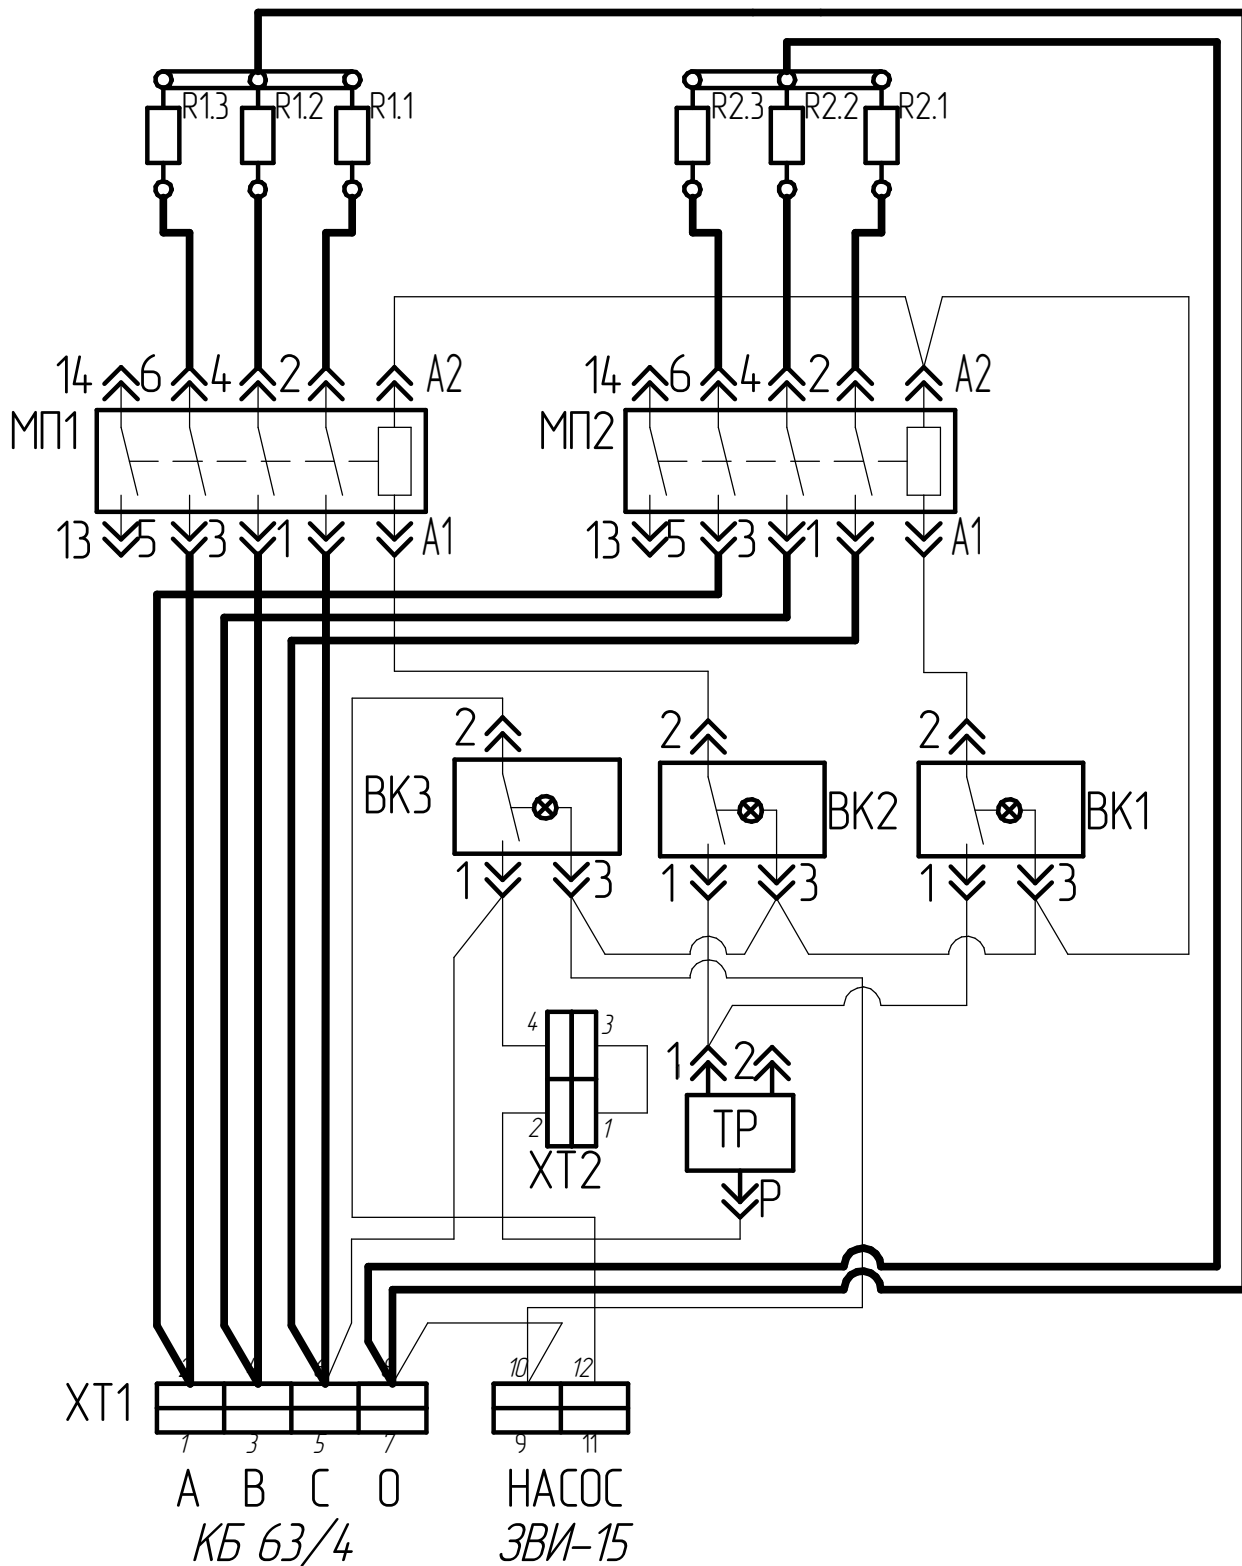 R1.3 R1.2 R1.1 R2.3 R2.2 R2.1
14 6 4 2 A2 14 6 4 2 A2
МП1 МП2
13 5 3 1 A1 13 5 3 1 A1
2 2 2
ВК3 ВК2 ВК1
1 3 1 3 1 3
4 3
1 2
2 1
ТР
ХТ2
Р
10 12
ХТ1
1 3 5 7 9 11
А В С О НАСОС
КБ 63/4 ЗВИ-15